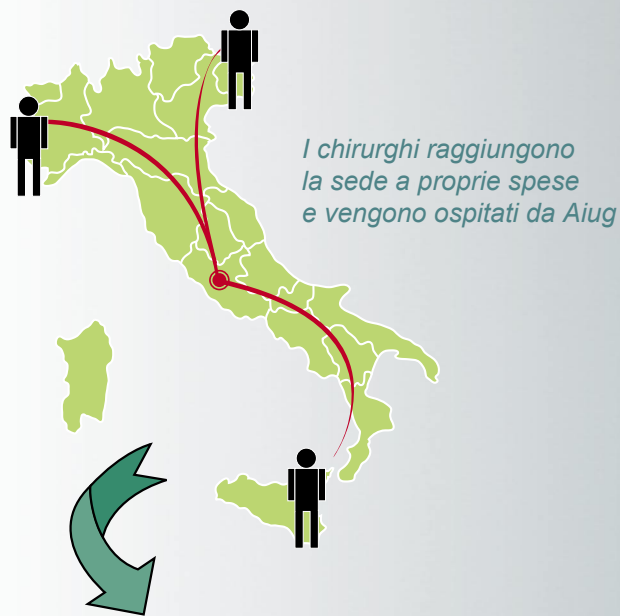 I chirurghi raggiungono
la sede a proprie spese
e vengono ospitati da Aiug